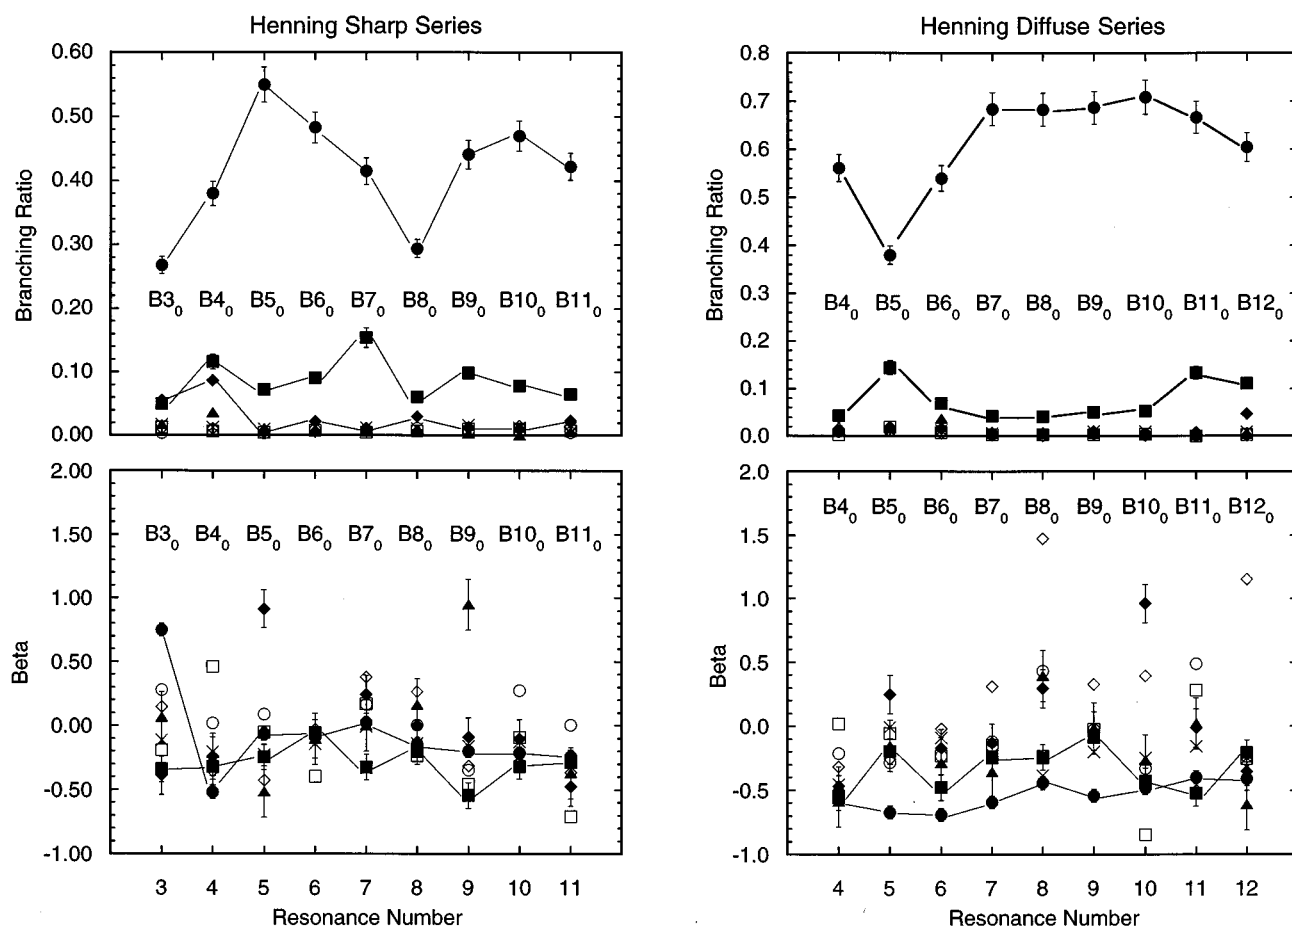 Henning Sharp Series
0.60
0.50
0.40
0.30
0.20
0.10
0.00
Branching Ratio
B3₀ B4₀ B5₀ B6₀ B7₀ B8₀ B9₀ B10₀ B11₀
2.00
1.50
1.00
0.50
0.00
-0.50
-1.00
Beta
B3₀ B4₀ B5₀ B6₀ B7₀ B8₀ B9₀ B10₀ B11₀
3 4 5 6 7 8 9 10 11
Resonance Number
Henning Diffuse Series
0.8
0.7
0.6
0.5
0.4
0.3
0.2
0.1
0.0
Branching Ratio
B4₀ B5₀ B6₀ B7₀ B8₀ B9₀ B10₀ B11₀ B12₀
2.0
1.5
1.0
0.5
0.0
-0.5
-1.0
Beta
B4₀ B5₀ B6₀ B7₀ B8₀ B9₀ B10₀ B11₀ B12₀
4 5 6 7 8 9 10 11 12
Resonance Number